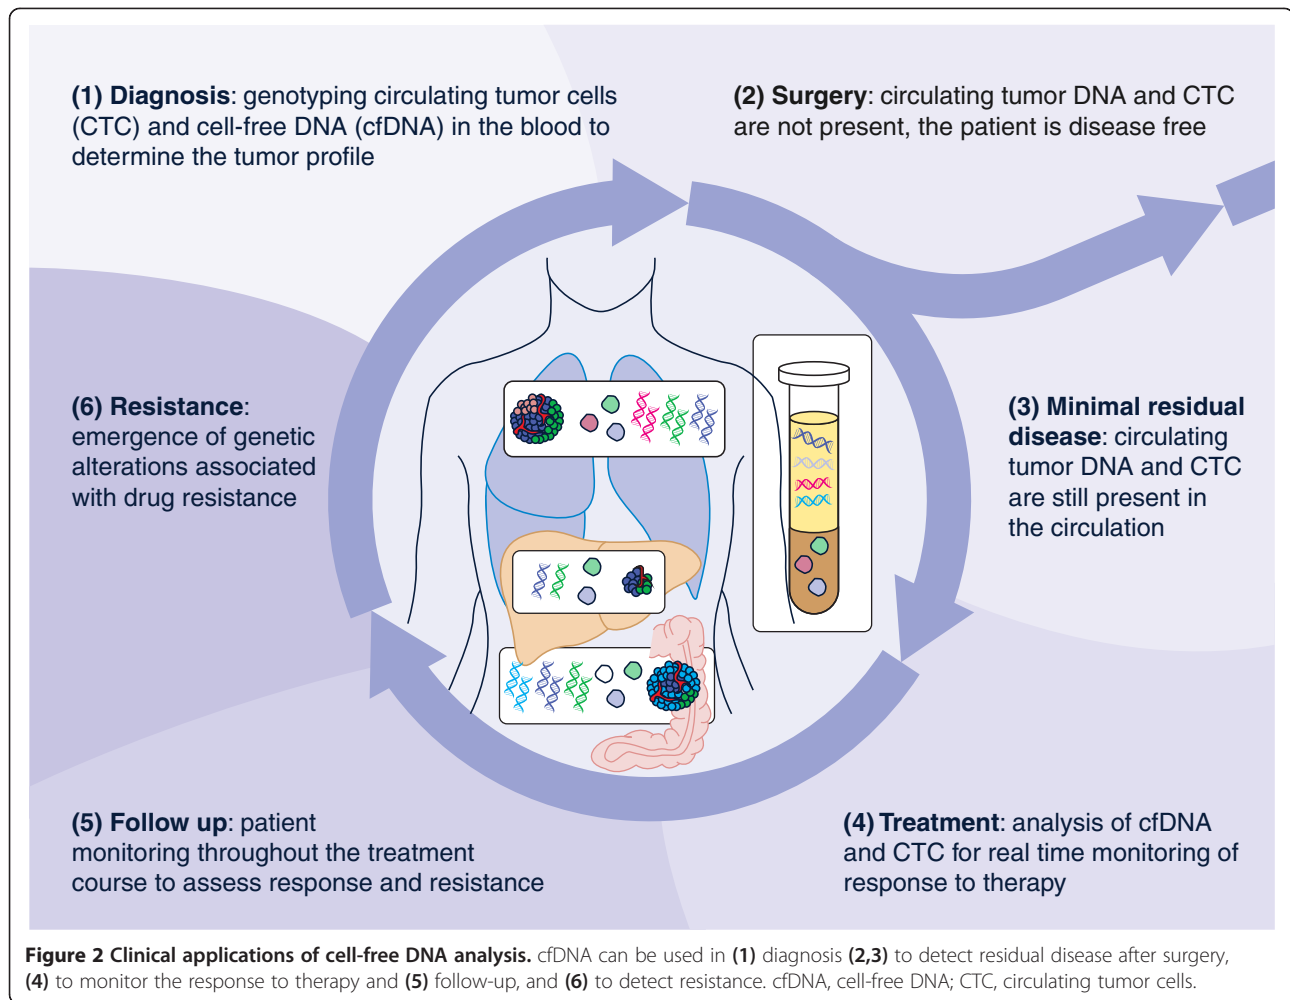 (1) Diagnosis: genotyping circulating tumor cells
(CTC) and cell-free DNA (cfDNA) in the blood to
determine the tumor profile
(2) Surgery: circulating tumor DNA and CTC
are not present, the patient is disease free
(3) Minimal residual
disease: circulating
tumor DNA and CTC
are still present in
the circulation
(4) Treatment: analysis of cfDNA
and CTC for real time monitoring of
response to therapy
(5) Follow up: patient
monitoring throughout the treatment
course to assess response and resistance
(6) Resistance:
emergence of genetic
alterations associated
with drug resistance
Figure 2 Clinical applications of cell-free DNA analysis. cfDNA can be used in (1) diagnosis (2,3) to detect residual disease after surgery,
(4) to monitor the response to therapy and (5) follow-up, and (6) to detect resistance. cfDNA, cell-free DNA; CTC, circulating tumor cells.